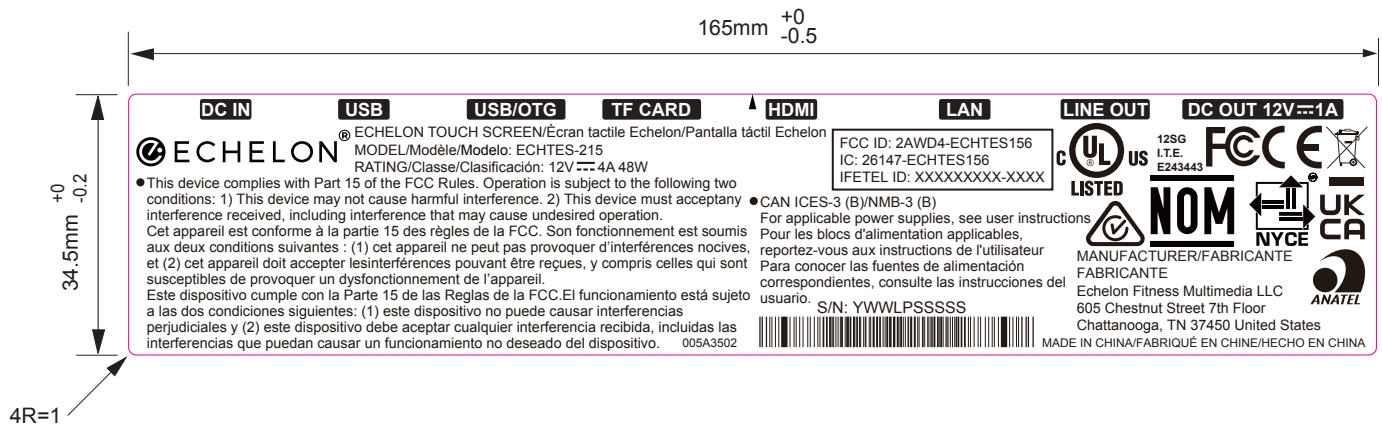 165mm +0 -0.5
34.5mm +0 -0.2
DC IN USB USB/OTG TF CARD HDMI LAN LINE OUT DC OUT 12V⎓1A
ECHELON®
ECHELON TOUCH SCREEN/Ècran tactile Echelon/Pantalla táctil Echelon
MODEL/Modèle/Modelo: ECHTES-215
RATING/Classe/Clasificación: 12V⎓4A 48W
●This device complies with Part 15 of the FCC Rules. Operation is subject to the following two
conditions: 1) This device may not cause harmful interference. 2) This device must acceptany
interference received, including interference that may cause undesired operation.
Cet appareil est conforme à la partie 15 des règles de la FCC. Son fonctionnement est soumis
aux deux conditions suivantes : (1) cet appareil ne peut pas provoquer d’interférences nocives,
et (2) cet appareil doit accepter lesinterférences pouvant être reçues, y compris celles qui sont
susceptibles de provoquer un dysfonctionnement de l’appareil.
Este dispositivo cumple con la Parte 15 de las Reglas de la FCC.El funcionamiento está sujeto
a las dos condiciones siguientes: (1) este dispositivo no puede causar interferencias
perjudiciales y (2) este dispositivo debe aceptar cualquier interferencia recibida, incluidas las
interferencias que puedan causar un funcionamiento no deseado del dispositivo. 005A3502
FCC ID: 2AWD4-ECHTES156
IC: 26147-ECHTES156
IFETEL ID: XXXXXXXXX-XXXX
●CAN ICES-3 (B)/NMB-3 (B)
For applicable power supplies, see user instructions
Pour les blocs d'alimentation applicables,
reportez-vous aux instructions de l'utilisateur
Para conocer las fuentes de alimentación
correspondientes, consulte las instrucciones del
usuario.
S/N: YWWLPSSSSS
C UL US
LISTED
12SG
I.T.E.
E243443
FC CE
NOM
NYCE
UK
CA
ANATEL
MANUFACTURER/FABRICANTE
FABRICANTE
Echelon Fitness Multimedia LLC
605 Chestnut Street 7th Floor
Chattanooga, TN 37450 United States
MADE IN CHINA/FABRIQUÉ EN CHINE/HECHO EN CHINA
4R=1